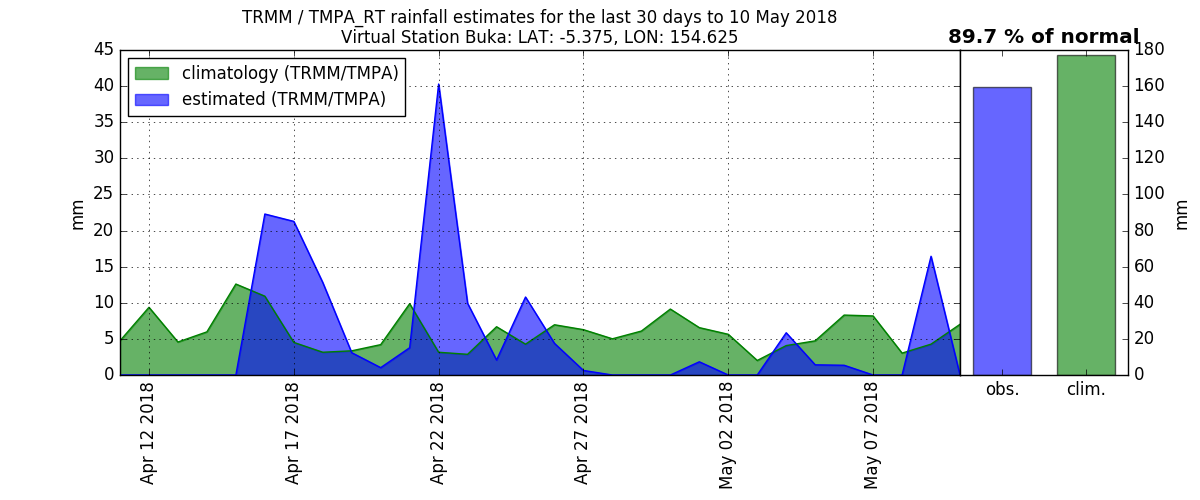 TRMM / TMPA_RT rainfall estimates for the last 30 days to 10 May 2018
Virtual Station Buka: LAT: -5.375, LON: 154.625
89.7 % of normal
climatology (TRMM/TMPA)
estimated (TRMM/TMPA)
45
40
35
30
25
20
15
10
5
0
mm
Apr 12 2018
Apr 17 2018
Apr 22 2018
Apr 27 2018
May 02 2018
May 07 2018
180
160
140
120
100
80
60
40
20
0
mm
obs.
clim.